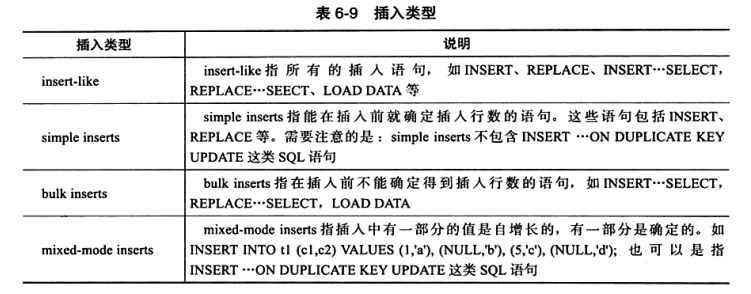 表 6-9 插入类型
插入类型 说明
insert-like insert-like 指所有的插入语句，如 INSERT、REPLACE、INSERT…SELECT，
REPLACE…SEECT、LOAD DATA 等
simple inserts simple inserts 指能在插入前就确定插入行数的语句。这些语句包括 INSERT、
REPLACE 等。需要注意的是：simple inserts 不包含 INSERT …ON DUPLICATE KEY
UPDATE 这类 SQL 语句
bulk inserts bulk inserts 指在插入前不能确定得到插入行数的语句，如 INSERT…SELECT，
REPLACE…SELECT，LOAD DATA
mixed-mode inserts mixed-mode inserts 指插入中有一部分的值是自增长的，有一部分是确定的。如
INSERT INTO t1 (c1,c2) VALUES (1,'a'), (NULL,'b'), (5,'c'), (NULL,'d'); 也可以是指
INSERT …ON DUPLICATE KEY UPDATE 这类 SQL 语句